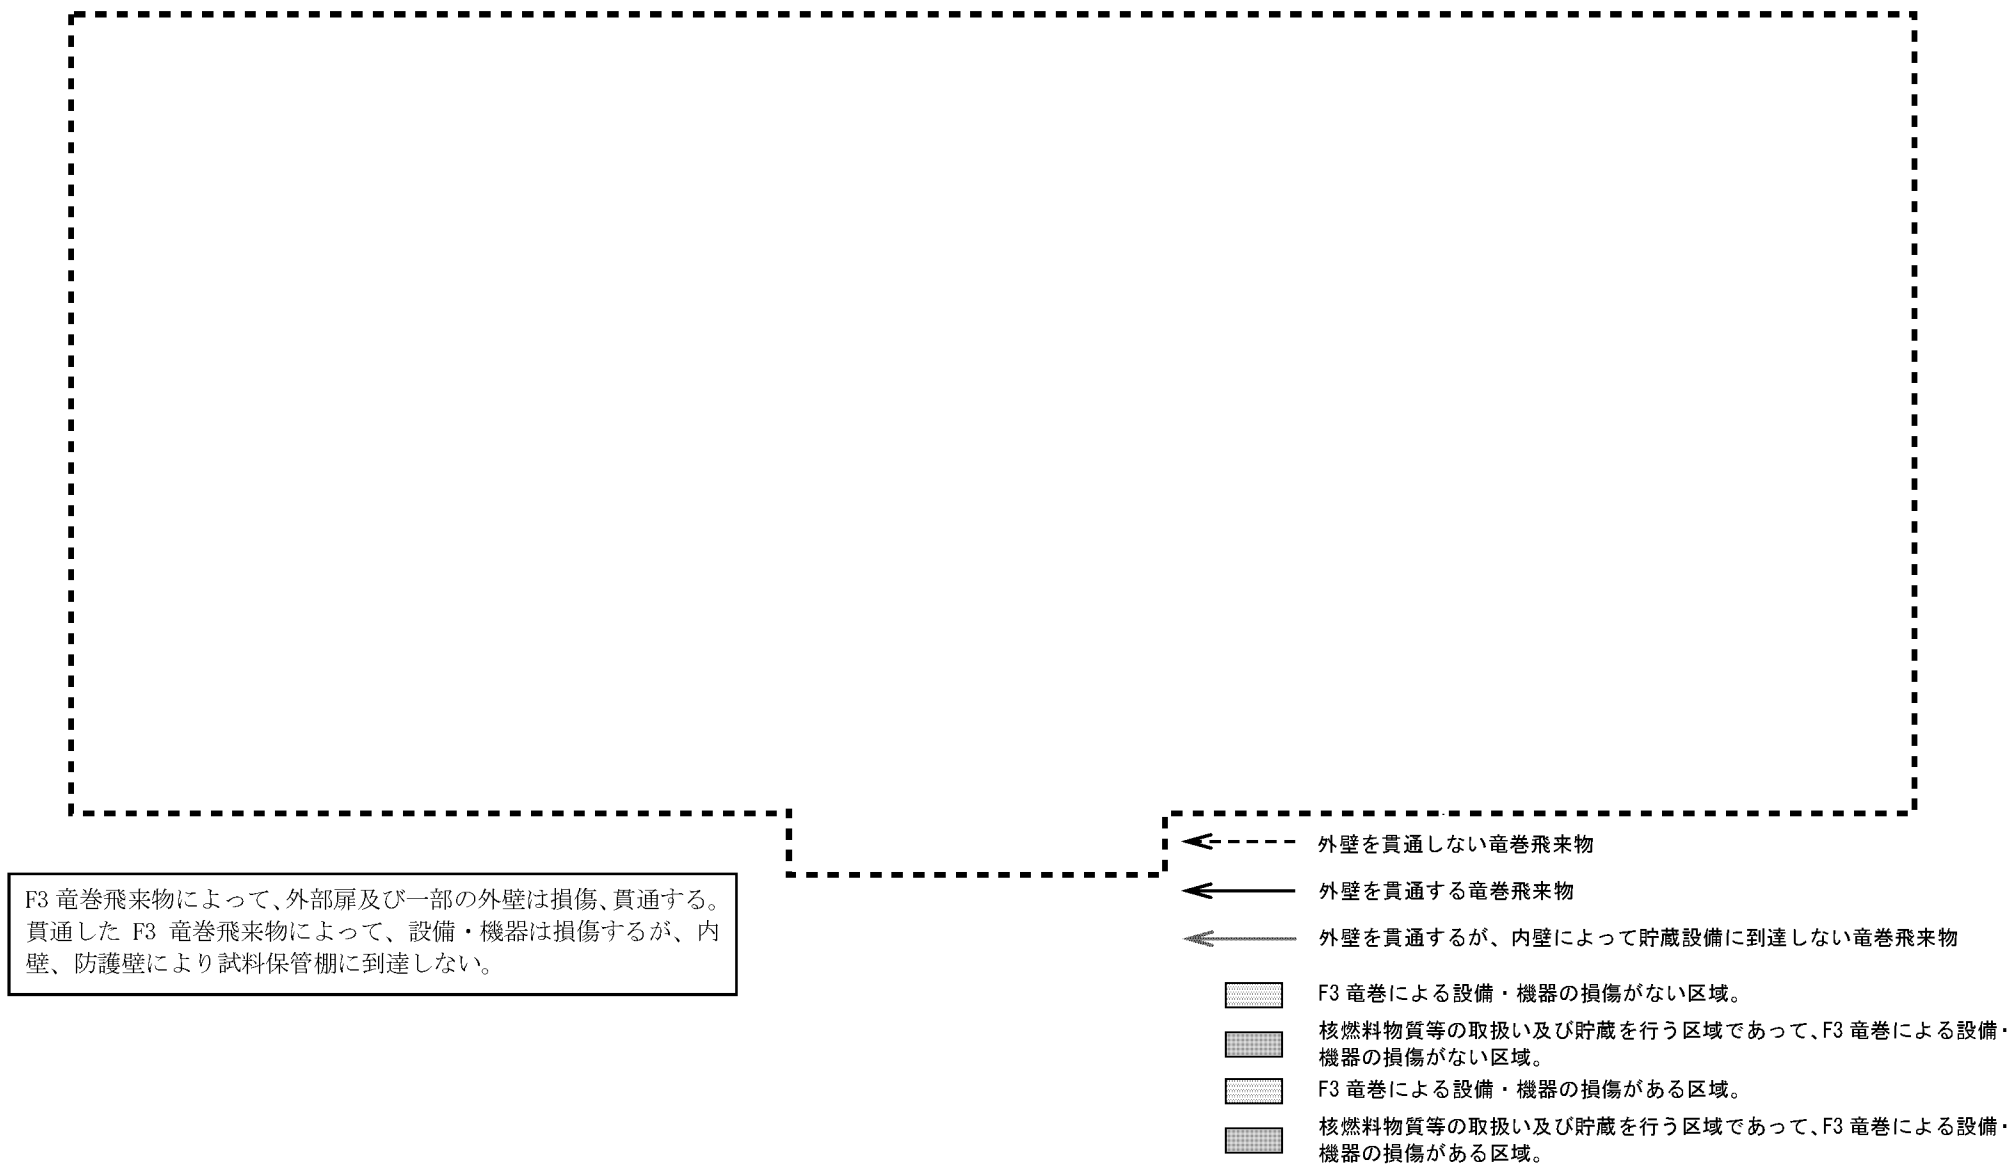 外壁を貫通しない竜巻飛来物
外壁を貫通する竜巻飛来物
外壁を貫通するが、内壁によって貯蔵設備に到達しない竜巻飛来物
F3 竜巻飛来物によって、外部扉及び一部の外壁は損傷、貫通する。
貫通した F3 竜巻飛来物によって、設備・機器は損傷するが、内
壁、防護壁により試料保管棚に到達しない。
F3 竜巻による設備・機器の損傷がない区域。
核燃料物質等の取扱い及び貯蔵を行う区域であって、F3 竜巻による設備・
機器の損傷がない区域。
F3 竜巻による設備・機器の損傷がある区域。
核燃料物質等の取扱い及び貯蔵を行う区域であって、F3 竜巻による設備・
機器の損傷がある区域。